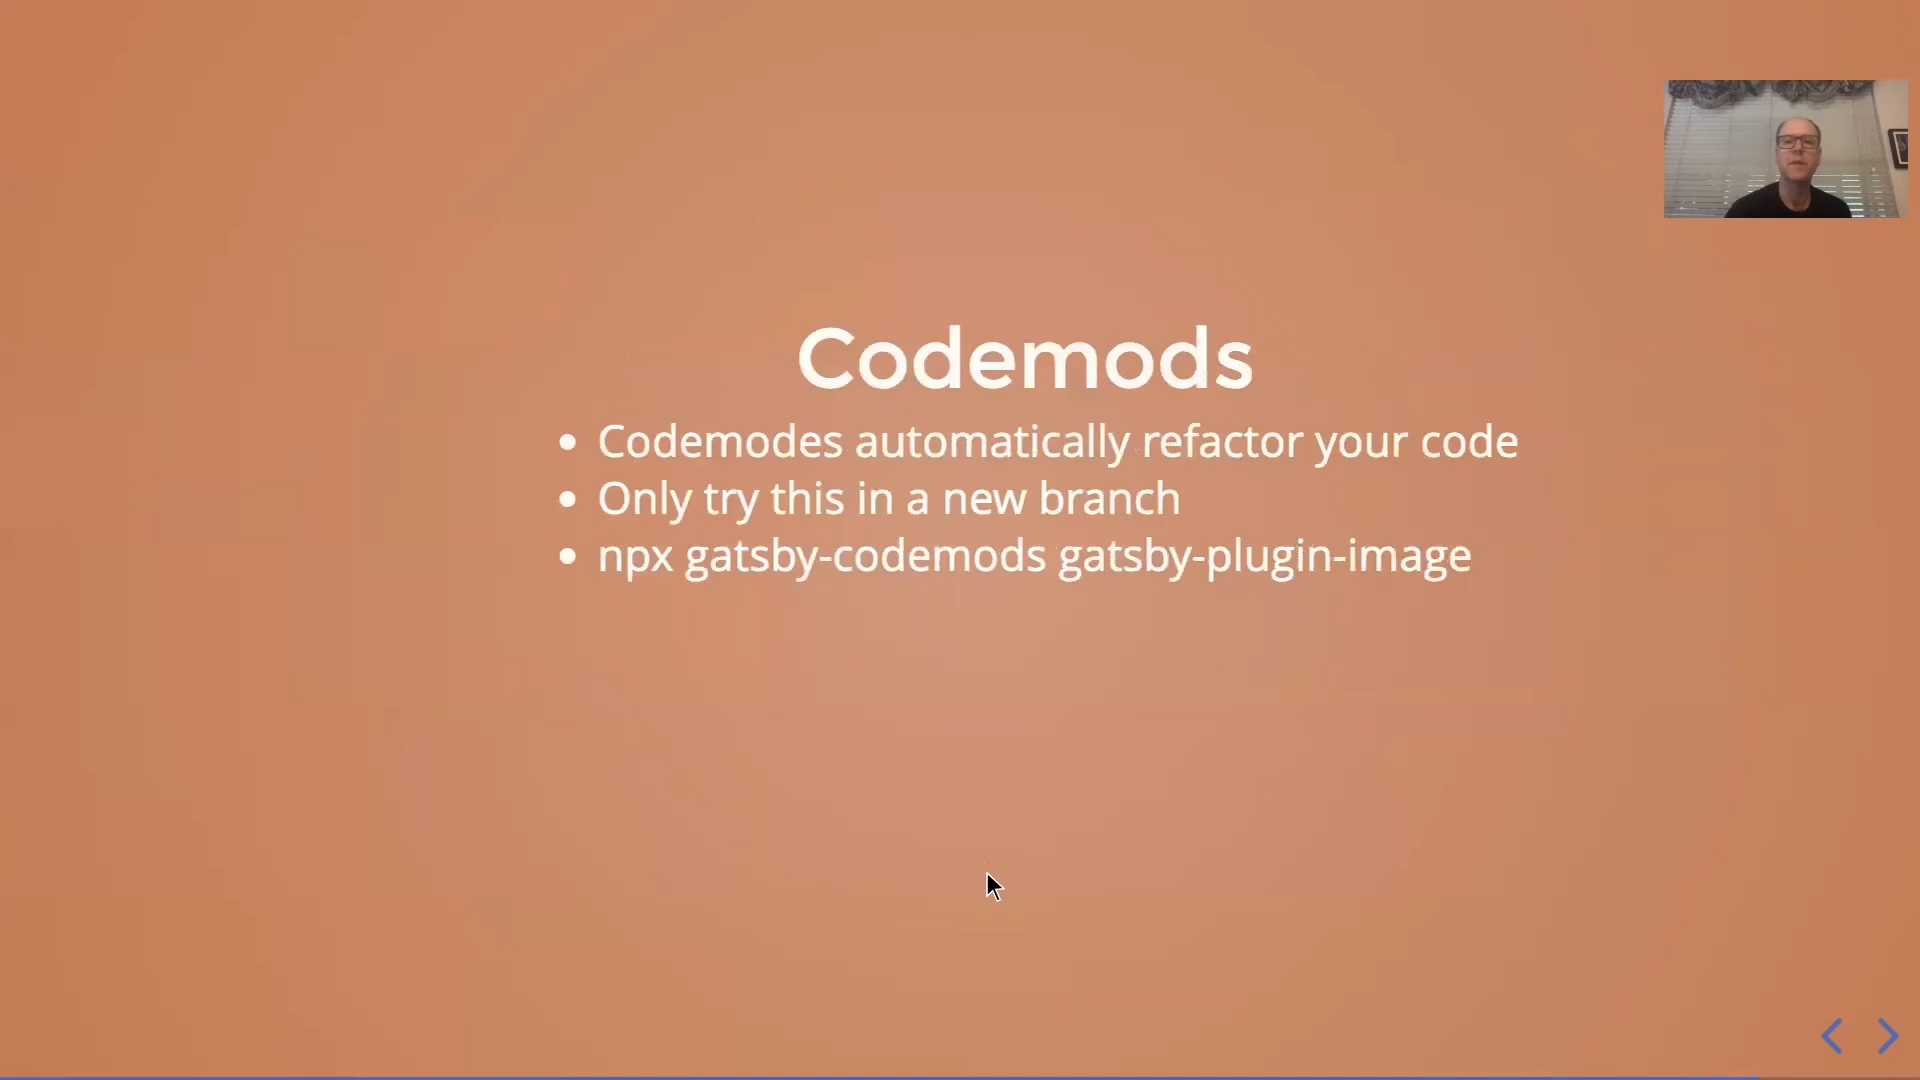 Codemods
• Codemodes automatically refactor your code
• Only try this in a new branch
• npx gatsby-codemods gatsby-plugin-image